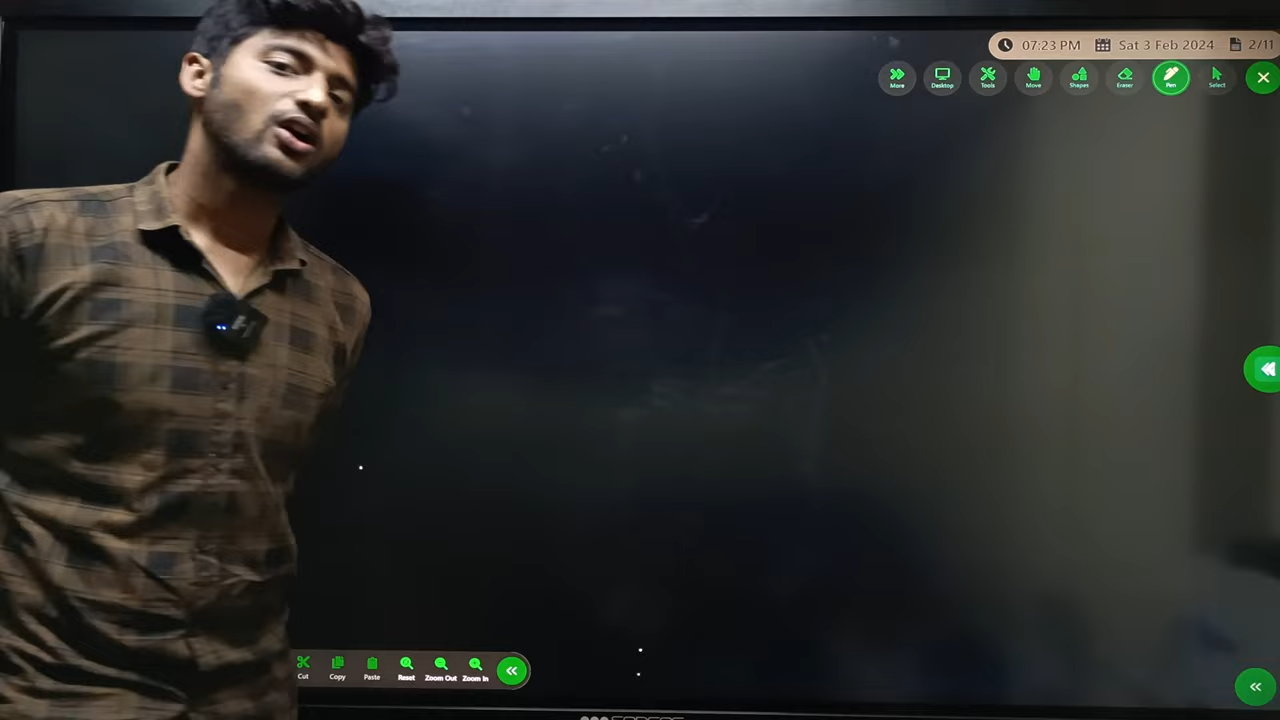 07:23 PM Sat 3 Feb 2024 2/11
More Desktop Tools Move Shapes Eraser Pen Select
Cut Copy Paste Reset Zoom Out Zoom In